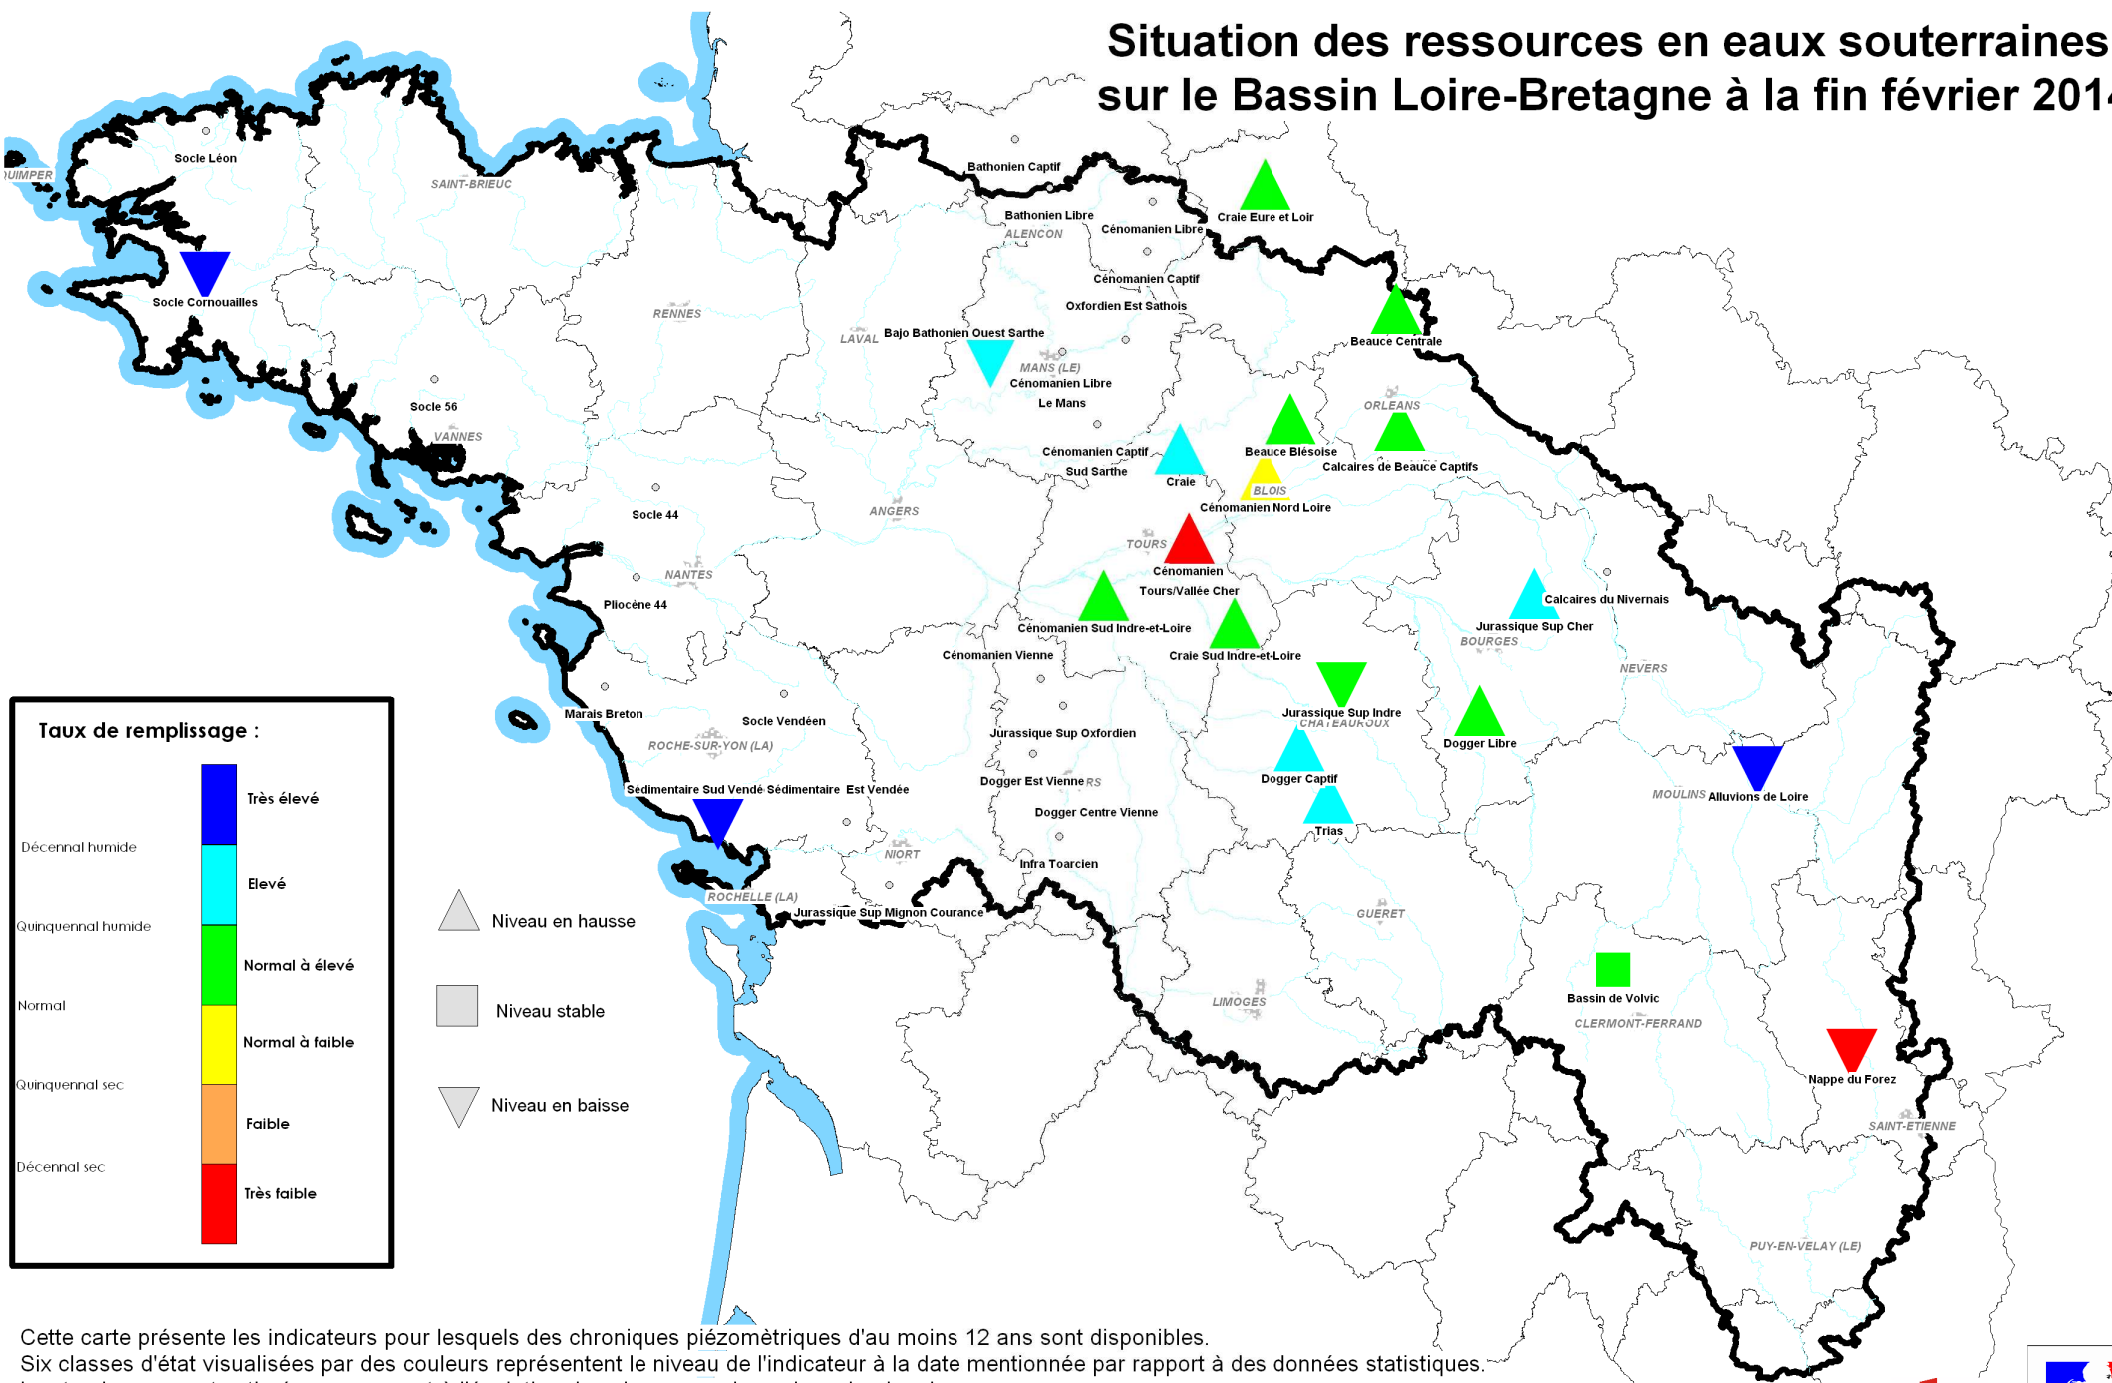 Situation des ressources en eaux souterraines
sur le Bassin Loire-Bretagne à la fin février 2014
Socle Léon
QUIMPER
SAINT-BRIEUC
Bathonien Captif
Bathonien Libre
ALENCON
Cénomanien Libre
Craie Eure et Loir
Socle Cornouailles
Cénomanien Captif
Oxfordien Est Sathois
RENNES
LAVAL
Bajo Bathonien Ouest Sarthe
Beauce Centrale
MANS (LE)
Cénomanien Libre
Le Mans
Socle 56
VANNES
ORLEANS
Cénomanien Captif
Sud Sarthe
Craie
Beauce Blésoise
Calcaires de Beauce Captifs
BLOIS
Cénomanien Nord Loire
Socle 44
ANGERS
TOURS
Cénomanien
Tours/Vallée Cher
NANTES
Pliocène 44
Cénomanien Sud Indre-et-Loire
Calcaires du Nivernais
Jurassique Sup Cher
BOURGES
Cénomanien Vienne
Craie Sud Indre-et-Loire
NEVERS
Marais Breton
Socle Vendéen
ROCHE-SUR-YON (LA)
Jurassique Sup Indre
CHATEAUROUX
Jurassique Sup Oxfordien
Dogger Libre
Dogger Est Vienne
RS
Dogger Captif
Sédimentaire Sud Vendé
Sédimentaire Est Vendée
MOULINS
Alluvions de Loire
Dogger Centre Vienne
Trias
NIORT
Infra Toarcien
ROCHELLE (LA)
Jurassique Sup Mignon Courance
GUERET
LIMOGES
Bassin de Volvic
CLERMONT-FERRAND
Nappe du Forez
SAINT-ETIENNE
PUY-EN-VELAY (LE)
Taux de remplissage :
Très élevé
Décennal humide
Elevé
Quinquennal humide
Normal à élevé
Normal
Normal à faible
Quinquennal sec
Faible
Décennal sec
Très faible
Niveau en hausse
Niveau stable
Niveau en baisse
Cette carte présente les indicateurs pour lesquels des chroniques piézomètriques d'au moins 12 ans sont disponibles.
Six classes d'état visualisées par des couleurs représentent le niveau de l'indicateur à la date mentionnée par rapport à des données statistiques.